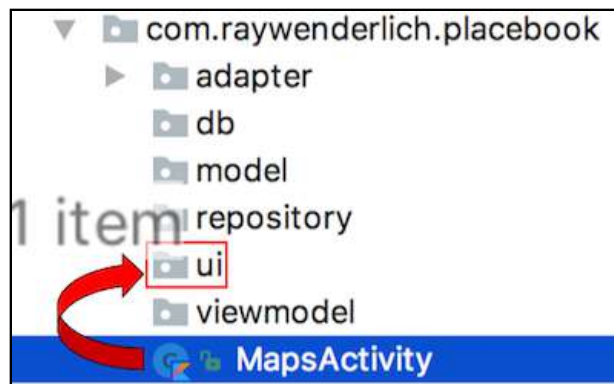 com.raywenderlich.placebook
adapter
db
model
1 item
repository
ui
viewmodel
MapsActivity